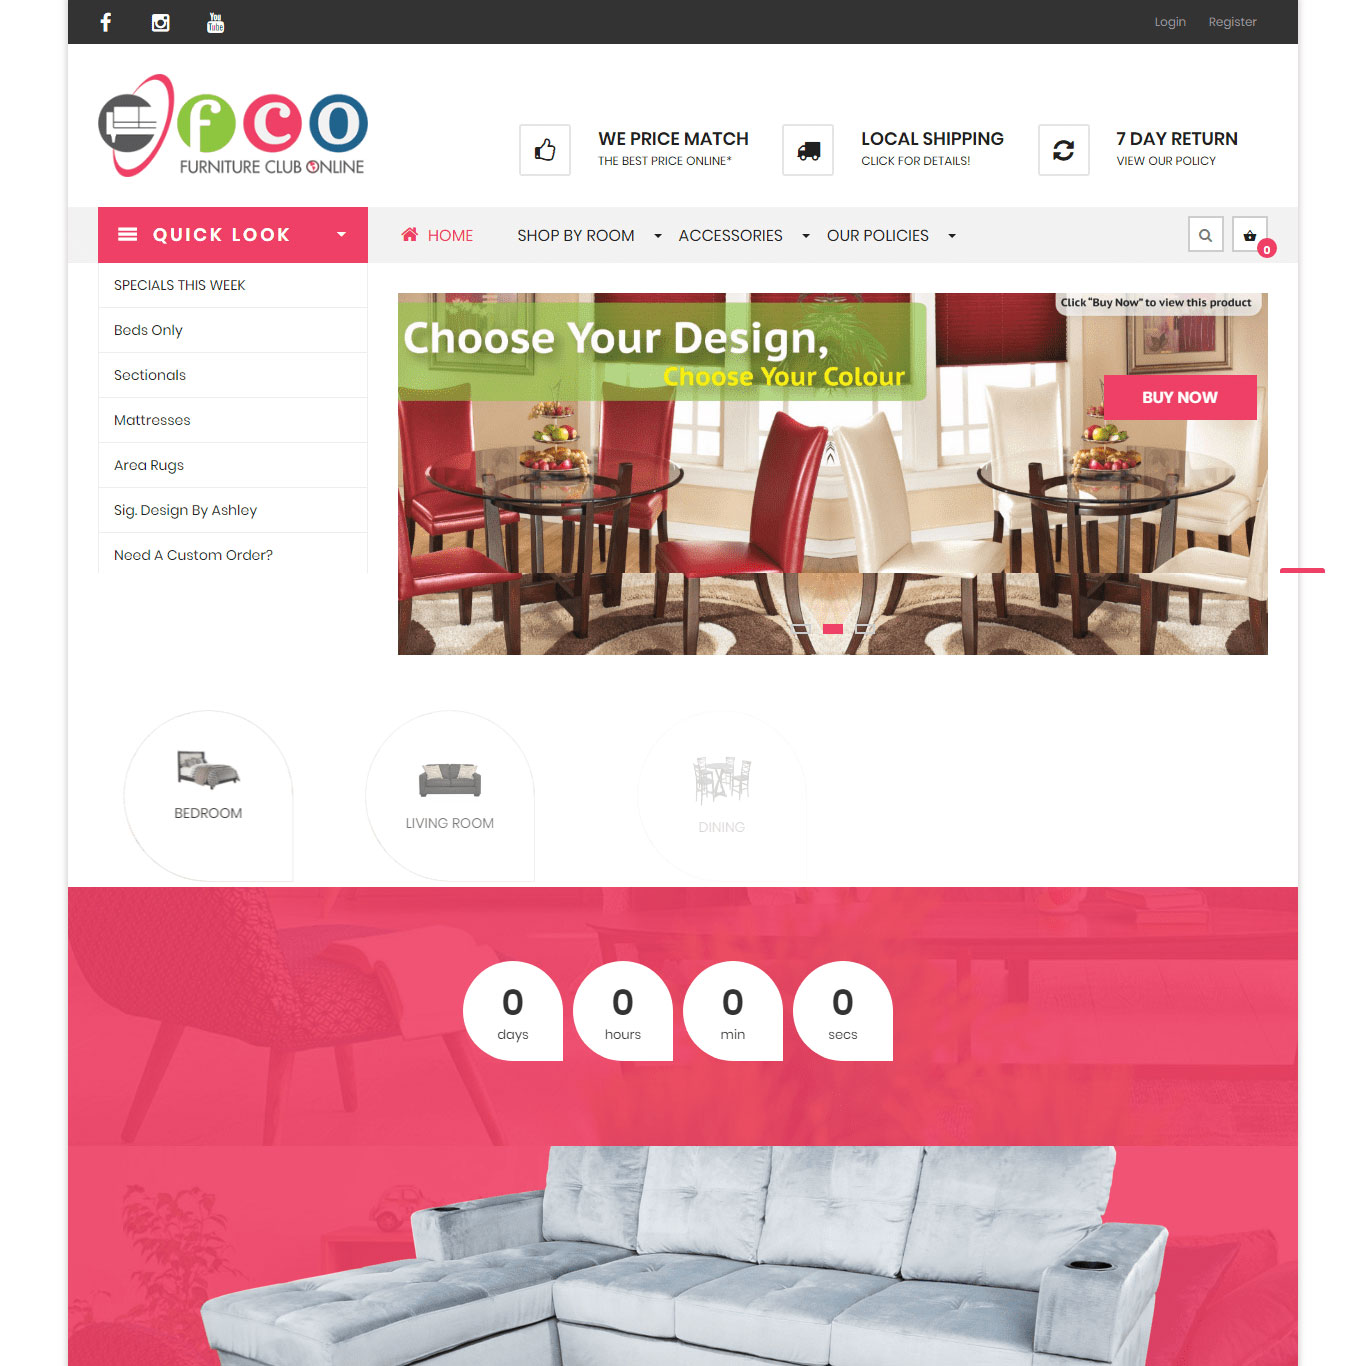 You
Tube
Login
Register
fco
FURNITURE CLUB ONLINE
WE PRICE MATCH
THE BEST PRICE ONLINE*
LOCAL SHIPPING
CLICK FOR DETAILS!
7 DAY RETURN
VIEW OUR POLICY
QUICK LOOK
HOME
SHOP BY ROOM
ACCESSORIES
OUR POLICIES
0
SPECIALS THIS WEEK
Beds Only
Sectionals
Mattresses
Area Rugs
Sig. Design By Ashley
Need A Custom Order?
Choose Your Design,
Choose Your Colour
Click "Buy Now" to view this product
BUY NOW
BEDROOM
LIVING ROOM
DINING
0
days
0
hours
0
min
0
secs